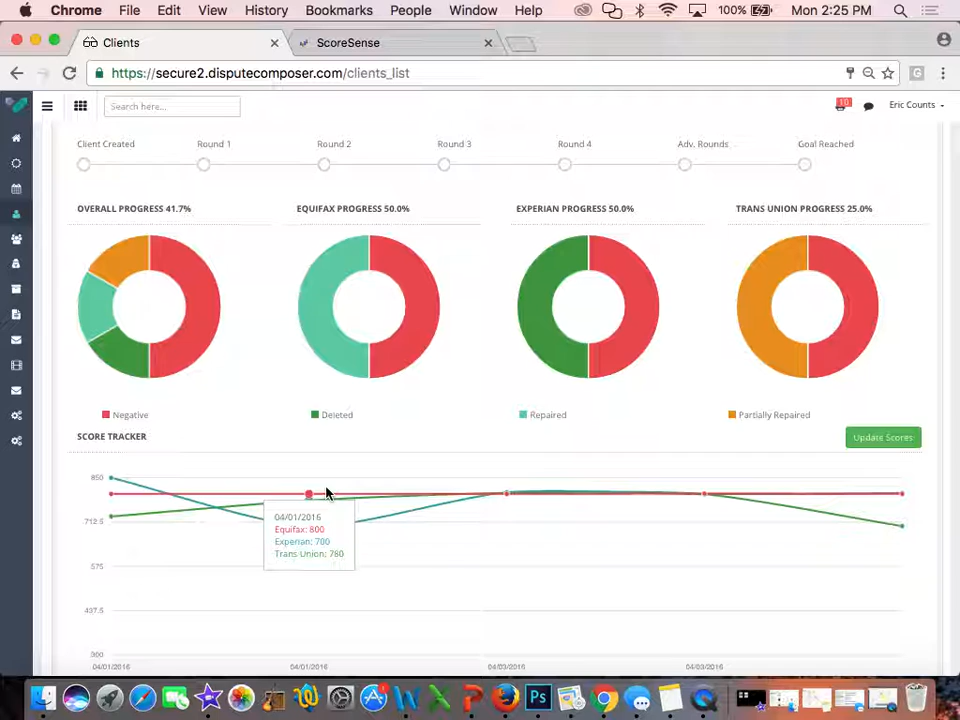 Chrome File Edit View History Bookmarks People Window Help 100% Mon 2:25 PM
Clients ScoreSense
https://secure2.disputecomposer.com/clients_list
Search here... 10 Eric Counts
Client Created Round 1 Round 2 Round 3 Round 4 Adv. Rounds Goal Reached
OVERALL PROGRESS 41.7% EQUIFAX PROGRESS 50.0% EXPERIAN PROGRESS 50.0% TRANS UNION PROGRESS 25.0%
Negative Deleted Repaired Partially Repaired
SCORE TRACKER Update Scores
850
712.5
04/01/2016
Equifax: 800
Experian: 700
Trans Union: 780
575
437.5
300
04/01/2016 04/01/2016 04/03/2016 04/03/2016